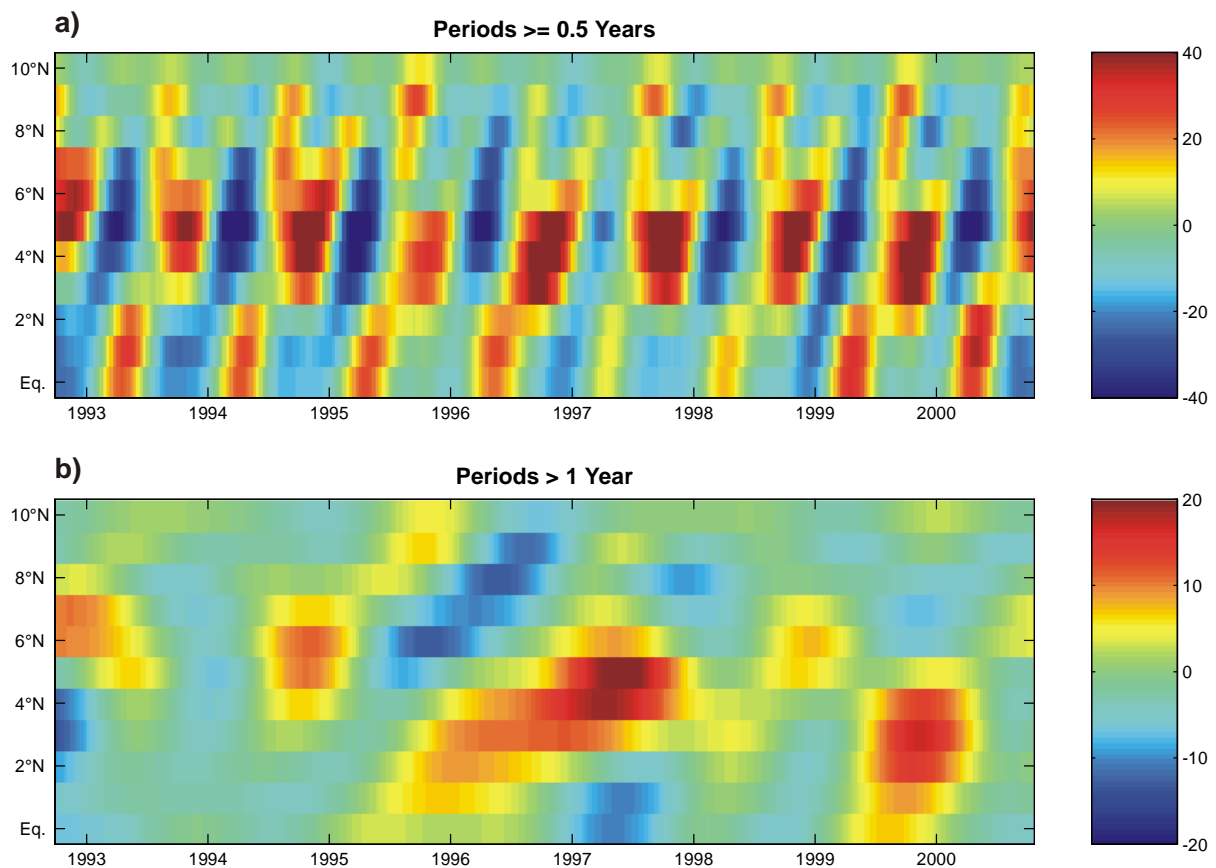 a)
Periods >= 0.5 Years
10°N
8°N
6°N
4°N
2°N
Eq.
1993 1994 1995 1996 1997 1998 1999 2000
40
20
0
-20
-40
b)
Periods > 1 Year
10°N
8°N
6°N
4°N
2°N
Eq.
1993 1994 1995 1996 1997 1998 1999 2000
20
10
0
-10
-20